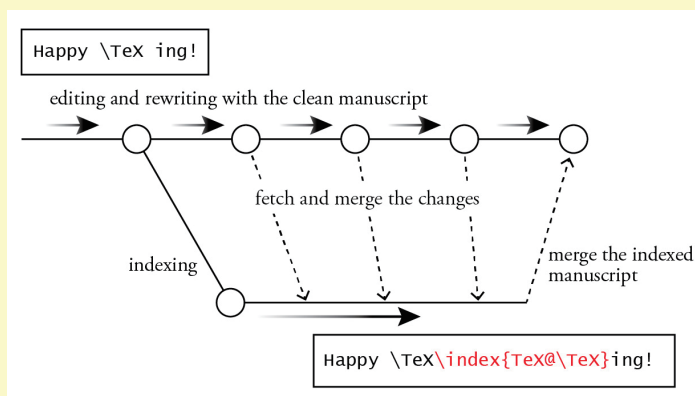 Happy \TeX ing!
editing and rewriting with the clean manuscript
fetch and merge the changes
indexing
merge the indexed
manuscript
Happy \TeX\index{TeX@\TeX}ing!